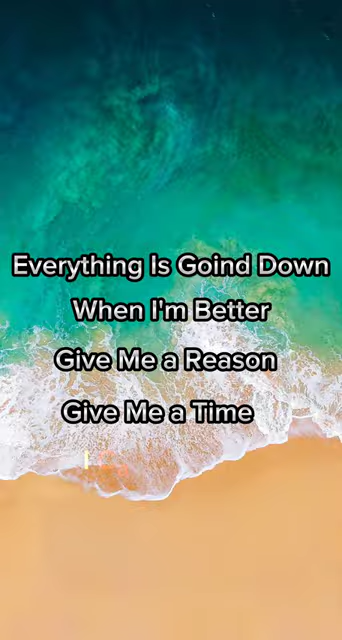 Everything Is Goind Down
When I'm Better
Give Me a Reason
Give Me a Time